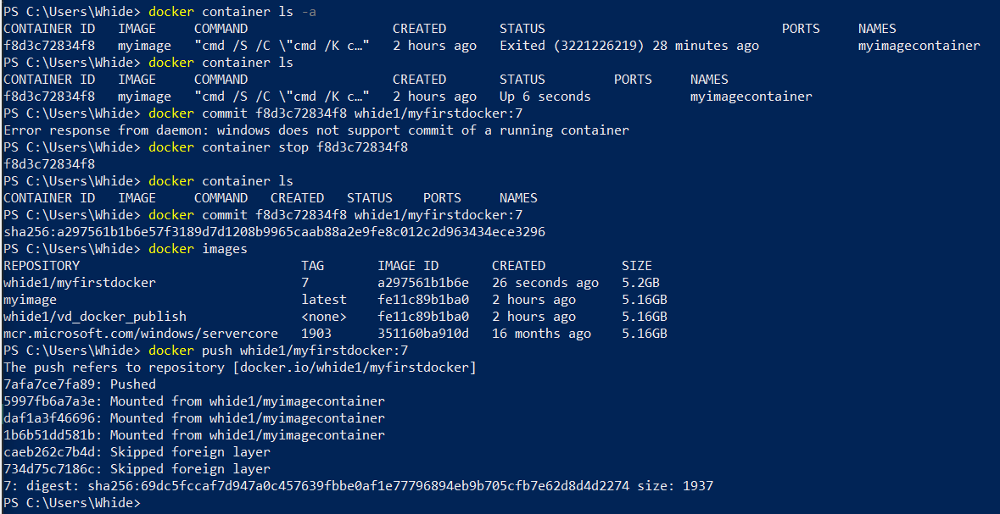 PS C:\Users\Whide> docker container ls -a
CONTAINER ID   IMAGE     COMMAND                  CREATED       STATUS                            PORTS     NAMES
f8d3c72834f8   myimage   "cmd /S /C \"cmd /K c…"   2 hours ago   Exited (3221226219) 28 minutes ago             myimagecontainer
PS C:\Users\Whide> docker container ls
CONTAINER ID   IMAGE     COMMAND                  CREATED       STATUS         PORTS     NAMES
f8d3c72834f8   myimage   "cmd /S /C \"cmd /K c…"   2 hours ago   Up 6 seconds             myimagecontainer
PS C:\Users\Whide> docker commit f8d3c72834f8 whide1/myfirstdocker:7
Error response from daemon: windows does not support commit of a running container
PS C:\Users\Whide> docker container stop f8d3c72834f8
f8d3c72834f8
PS C:\Users\Whide> docker container ls
CONTAINER ID   IMAGE     COMMAND   CREATED   STATUS    PORTS     NAMES
PS C:\Users\Whide> docker commit f8d3c72834f8 whide1/myfirstdocker:7
sha256:a297561b1b6e57f3189d7d1208b9965caab88a2e9fe8c012c2d963434ece3296
PS C:\Users\Whide> docker images
REPOSITORY                             TAG       IMAGE ID       CREATED          SIZE
whide1/myfirstdocker                   7         a297561b1b6e   26 seconds ago   5.2GB
myimage                                latest    fe11c89b1ba0   2 hours ago      5.16GB
whide1/vd_docker_publish               <none>    fe11c89b1ba0   2 hours ago      5.16GB
mcr.microsoft.com/windows/servercore   1903      351160ba910d   16 months ago    5.16GB
PS C:\Users\Whide> docker push whide1/myfirstdocker:7
The push refers to repository [docker.io/whide1/myfirstdocker]
7afa7ce7fa89: Pushed
5997fb6a7a3e: Mounted from whide1/myimagecontainer
daf1a3f46696: Mounted from whide1/myimagecontainer
1b6b51dd581b: Mounted from whide1/myimagecontainer
caeb262c7b4d: Skipped foreign layer
734d75c7186c: Skipped foreign layer
7: digest: sha256:69dc5fccaf7d947a0c457639fbbe0af1e77796894eb9b705cfb7e62d8d4d2274 size: 1937
PS C:\Users\Whide>